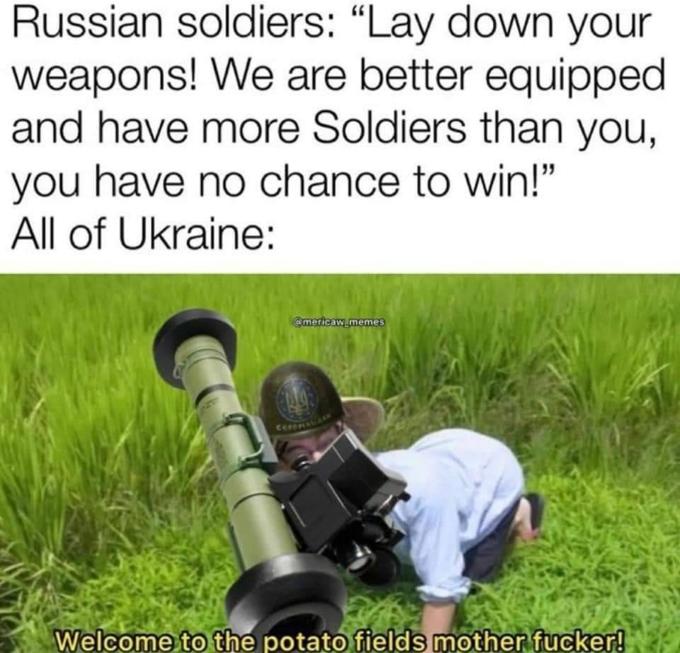 Russian soldiers: “Lay down your
weapons! We are better equipped
and have more Soldiers than you,
you have no chance to win!”
All of Ukraine:
@mericaw_memes
Welcome to the potato fields mother fucker!